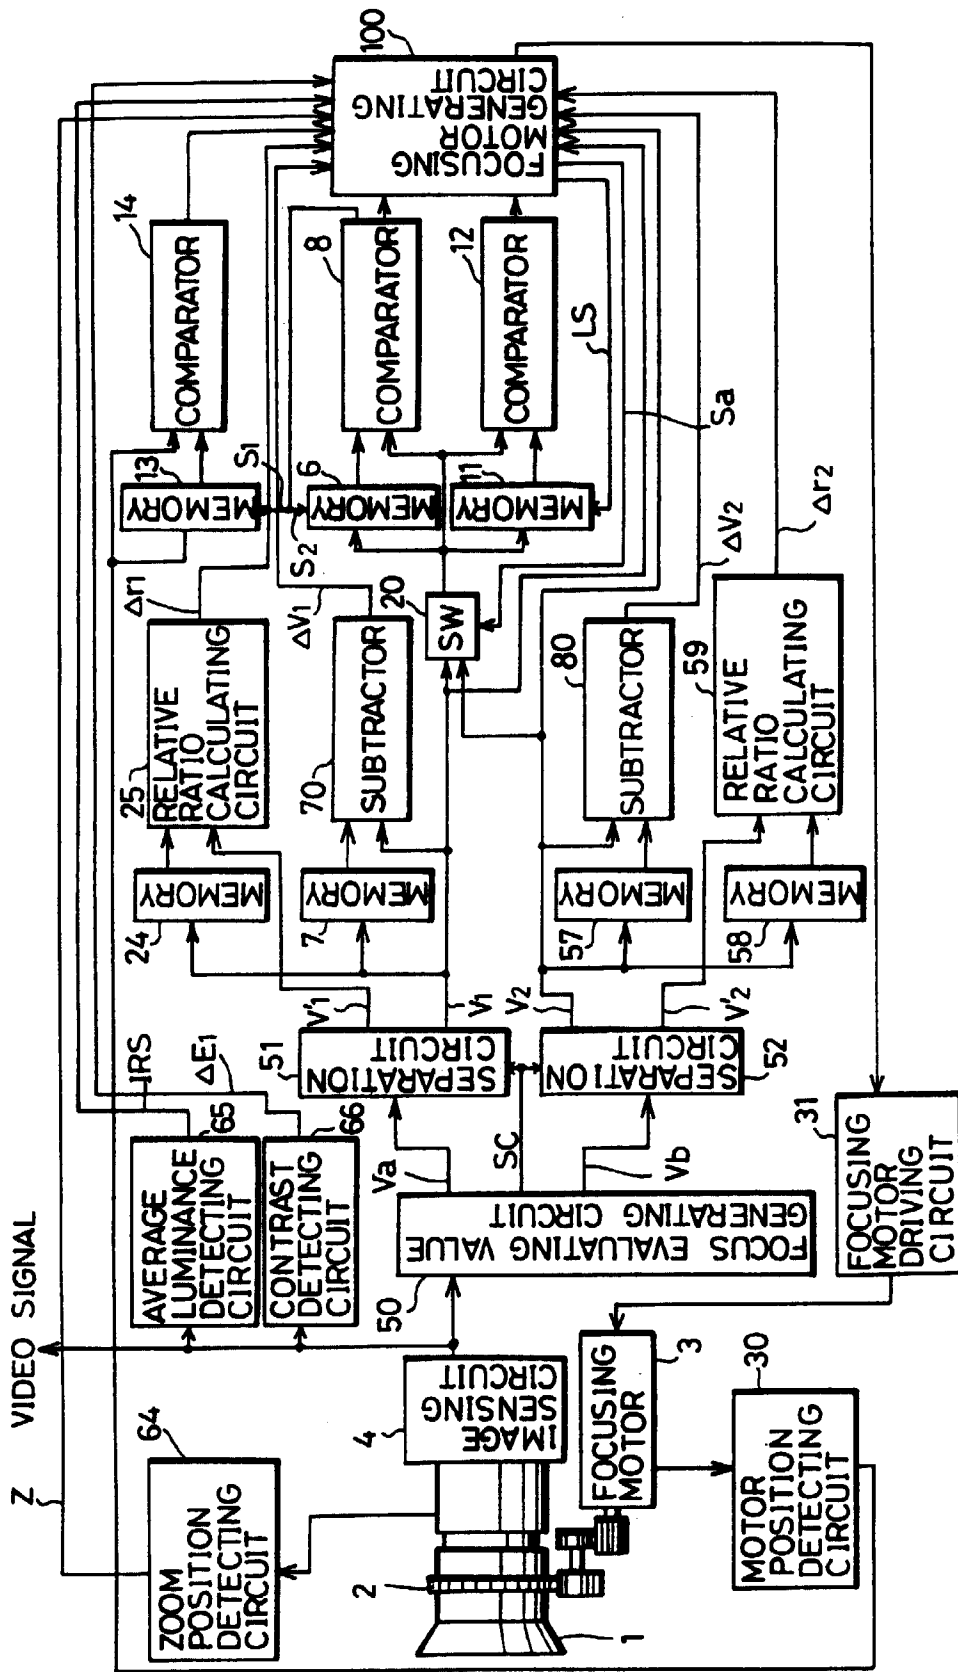 Z
VIDEO SIGNAL
64
ZOOM
POSITION
DETECTING
CIRCUIT
1
2
3
4
IMAGE
SENSING
CIRCUIT
FOCUSING
MOTOR
30
MOTOR
POSITION
DETECTING
CIRCUIT
31
FOCUSING
MOTOR
DRIVING
CIRCUIT
IRS
ΔE1
65
AVERAGE
LUMINANCE
DETECTING
CIRCUIT
66
CONTRAST
DETECTING
CIRCUIT
50
FOCUS EVALUATING VALUE
GENERATING CIRCUIT
Va
SC
Vb
51
SEPARATION
CIRCUIT
52
SEPARATION
CIRCUIT
V'1
V1
V2
V'2
24
MEMORY
7
MEMORY
57
MEMORY
58
MEMORY
25
RELATIVE
RATIO
CALCULATING
CIRCUIT
70
SUBTRACTOR
80
SUBTRACTOR
59
RELATIVE
RATIO
CALCULATING
CIRCUIT
Δr1
ΔV1
ΔV2
Δr2
20
SW
13
MEMORY
S1
S2
6
MEMORY
11
MEMORY
14
COMPARATOR
8
COMPARATOR
12
COMPARATOR
LS
Sa
100
FOCUSING
MOTOR
GENERATING
CIRCUIT